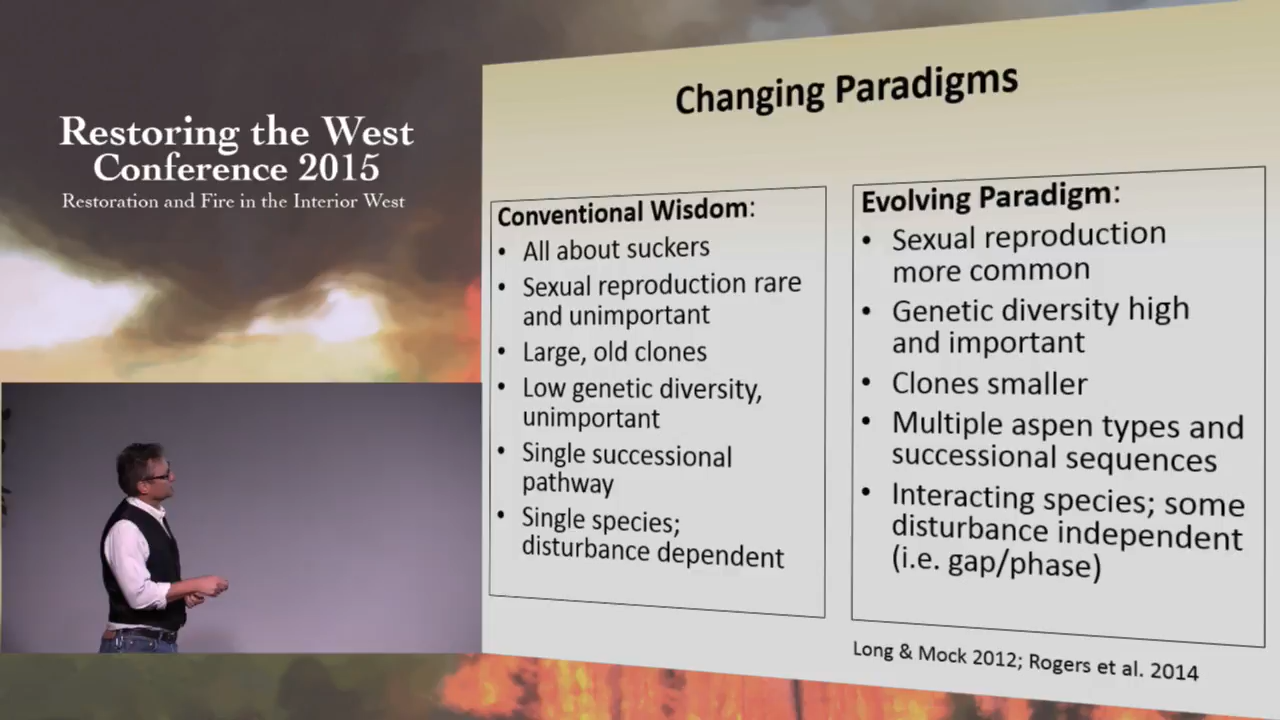 Restoring the West
Conference 2015
Restoration and Fire in the Interior West
Changing Paradigms
Conventional Wisdom:
• All about suckers
• Sexual reproduction rare
and unimportant
• Large, old clones
• Low genetic diversity,
unimportant
• Single successional
pathway
• Single species;
disturbance dependent
Evolving Paradigm:
• Sexual reproduction
more common
• Genetic diversity high
and important
• Clones smaller
• Multiple aspen types and
successional sequences
• Interacting species; some
disturbance independent
(i.e. gap/phase)
Long & Mock 2012; Rogers et al. 2014